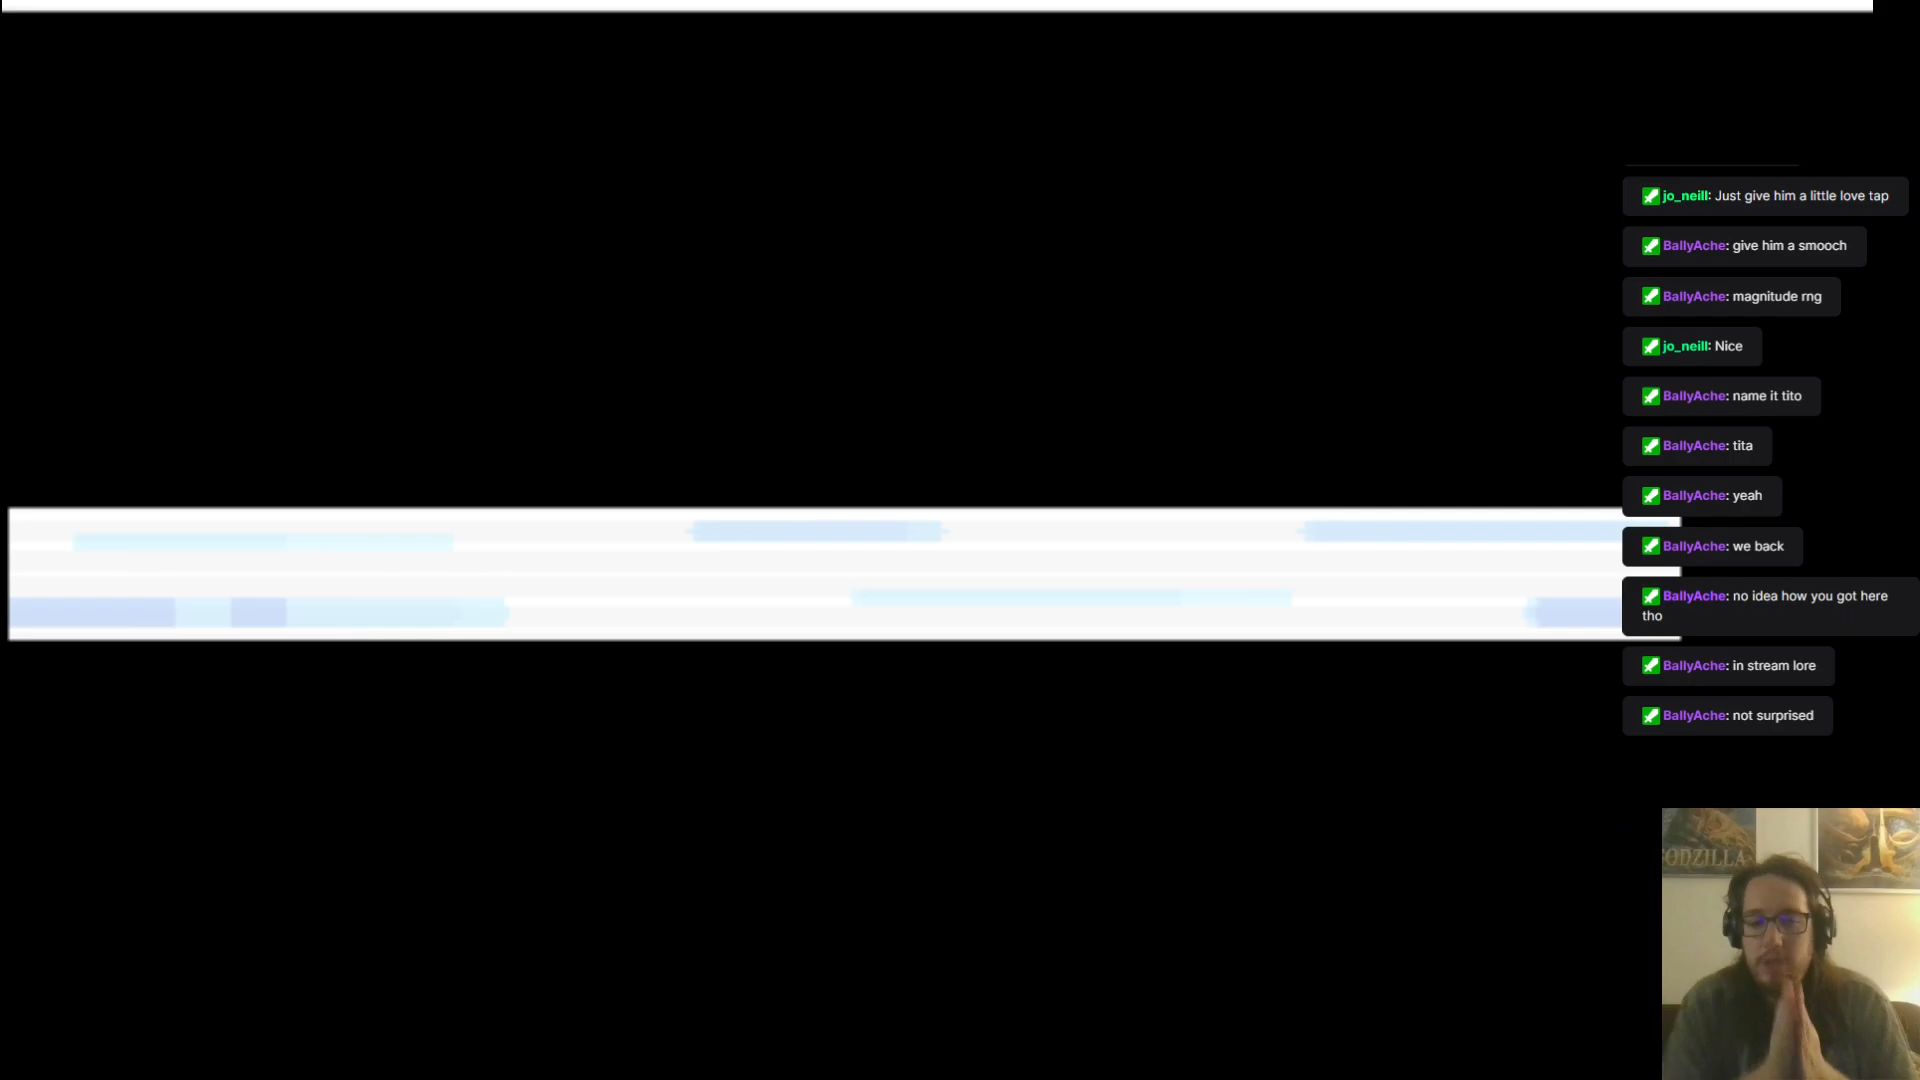 jo_neill: Just give him a little love tap
BallyAche: give him a smooch
BallyAche: magnitude rng
jo_neill: Nice
BallyAche: name it tito
BallyAche: tita
BallyAche: yeah
BallyAche: we back
BallyAche: no idea how you got here
tho
BallyAche: in stream lore
BallyAche: not surprised
ODZILLA